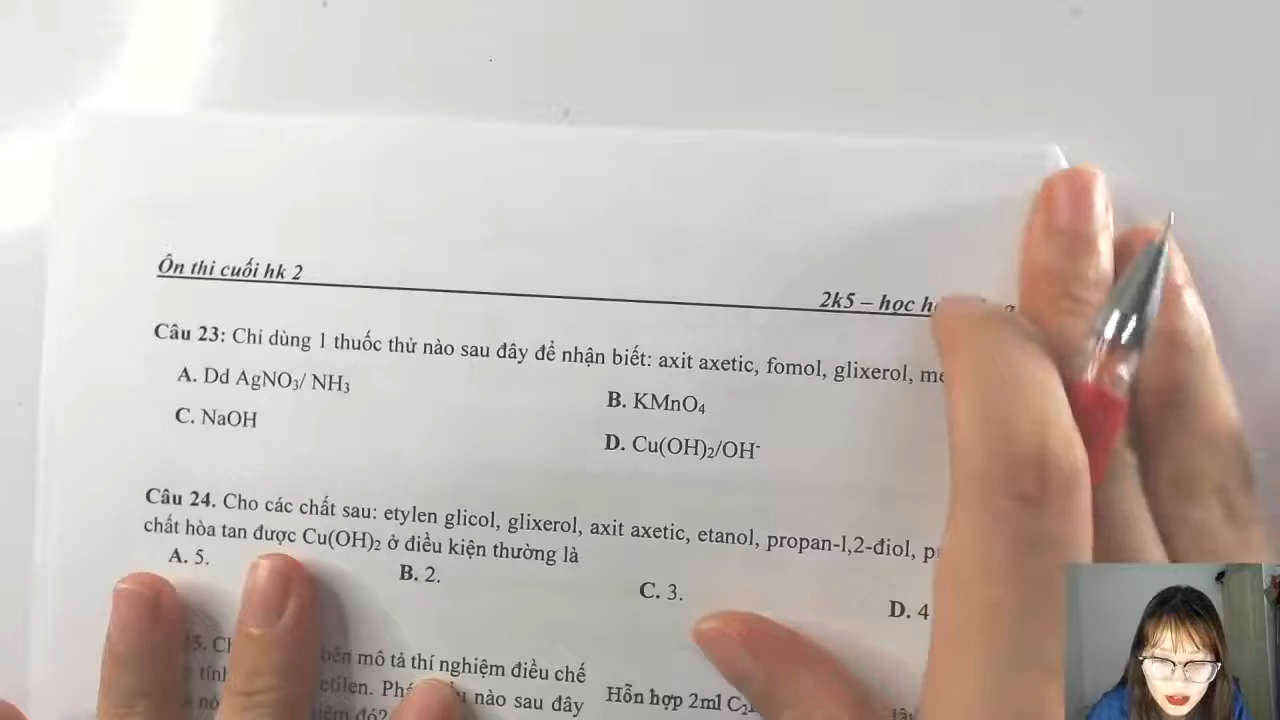 Ôn thi cuối hk 2
2k5 – học
Câu 23: Chỉ dùng 1 thuốc thử nào sau đây để nhận biết: axit axetic, fomol, glixerol,
A. Dd AgNO₃/ NH₃
B. KMnO₄
C. NaOH
D. Cu(OH)₂/OH⁻
Câu 24. Cho các chất sau: etylen glicol, glixerol, axit axetic, etanol, propan-1,2-điol,
chất hòa tan được Cu(OH)₂ ở điều kiện thường là
A. 5.
B. 2.
C. 3.
D. 4
bên mô tả thí nghiệm điều chế
etilen. nào sau đây
Hỗn hợp 2ml